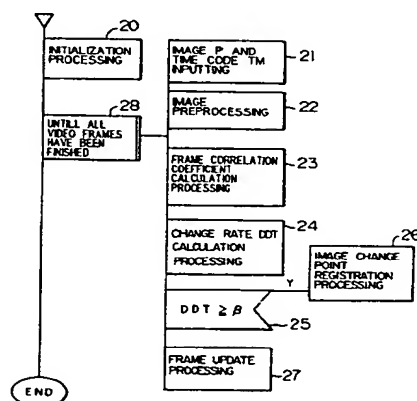 20
INITIALIZATION
PROCESSING
28
UNTILL ALL
VIDEO FRAMES
HAVE BEEN
FINISHED
END
21
IMAGE P AND
TIME CODE TM
INPUTTING
22
IMAGE
PREPROCESSING
23
FRAME CORRELATION
COEFFICIENT
CALCULATION
PROCESSING
24
CHANGE RATE DDT
CALCULATION
PROCESSING
DDT ≥ β
25
Y
26
IMAGE CHANGE
POINT
REGISTRATION
PROCESSING
FRAME UPDATE
PROCESSING
27